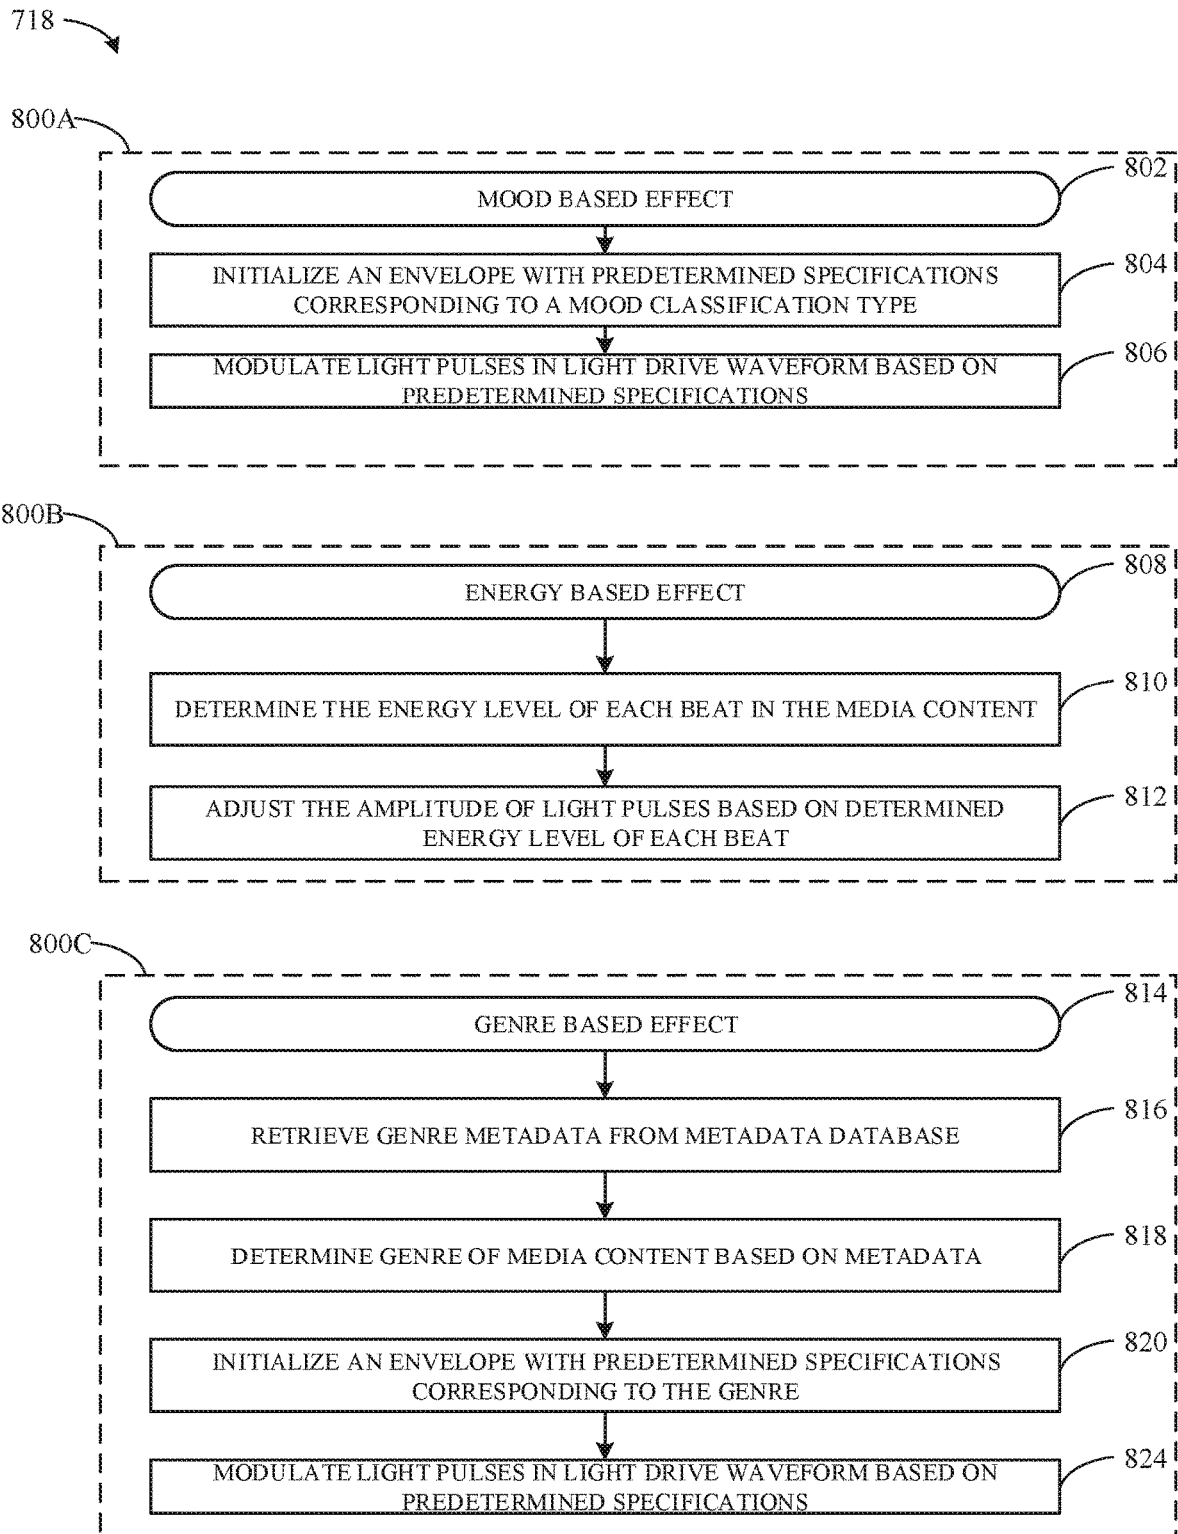 718
800A
802
MOOD BASED EFFECT
804
INITIALIZE AN ENVELOPE WITH PREDETERMINED SPECIFICATIONS
CORRESPONDING TO A MOOD CLASSIFICATION TYPE
806
MODULATE LIGHT PULSES IN LIGHT DRIVE WAVEFORM BASED ON
PREDETERMINED SPECIFICATIONS
800B
808
ENERGY BASED EFFECT
810
DETERMINE THE ENERGY LEVEL OF EACH BEAT IN THE MEDIA CONTENT
812
ADJUST THE AMPLITUDE OF LIGHT PULSES BASED ON DETERMINED
ENERGY LEVEL OF EACH BEAT
800C
814
GENRE BASED EFFECT
816
RETRIEVE GENRE METADATA FROM METADATA DATABASE
818
DETERMINE GENRE OF MEDIA CONTENT BASED ON METADATA
820
INITIALIZE AN ENVELOPE WITH PREDETERMINED SPECIFICATIONS
CORRESPONDING TO THE GENRE
824
MODULATE LIGHT PULSES IN LIGHT DRIVE WAVEFORM BASED ON
PREDETERMINED SPECIFICATIONS